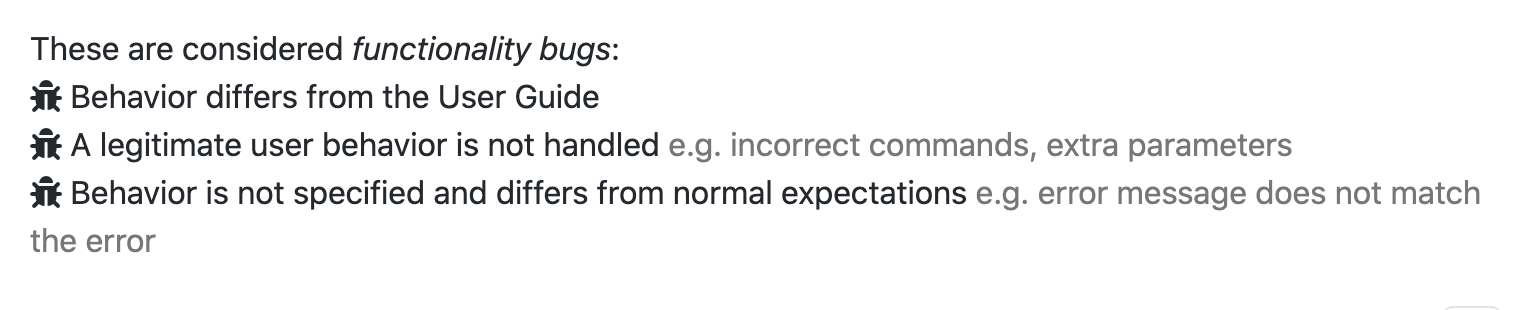 These are considered functionality bugs:
Behavior differs from the User Guide
A legitimate user behavior is not handled e.g. incorrect commands, extra parameters
Behavior is not specified and differs from normal expectations e.g. error message does not match
the error